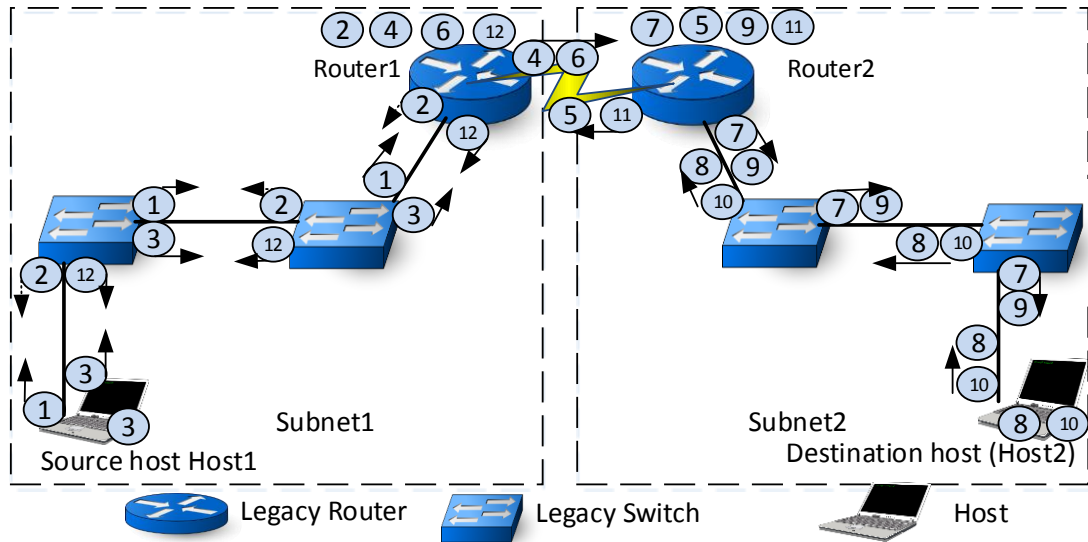 2 4 6 12
7 5 9 11
Router1
4 6
Router2
2
5 11
7
12
8 9
1
10
1 2
3
7 9
3
12
8 10
2 12
7
9
3
8
1
10
3
8 10
Subnet1
Subnet2
Source host Host1
Destination host (Host2)
Legacy Router
Legacy Switch
Host